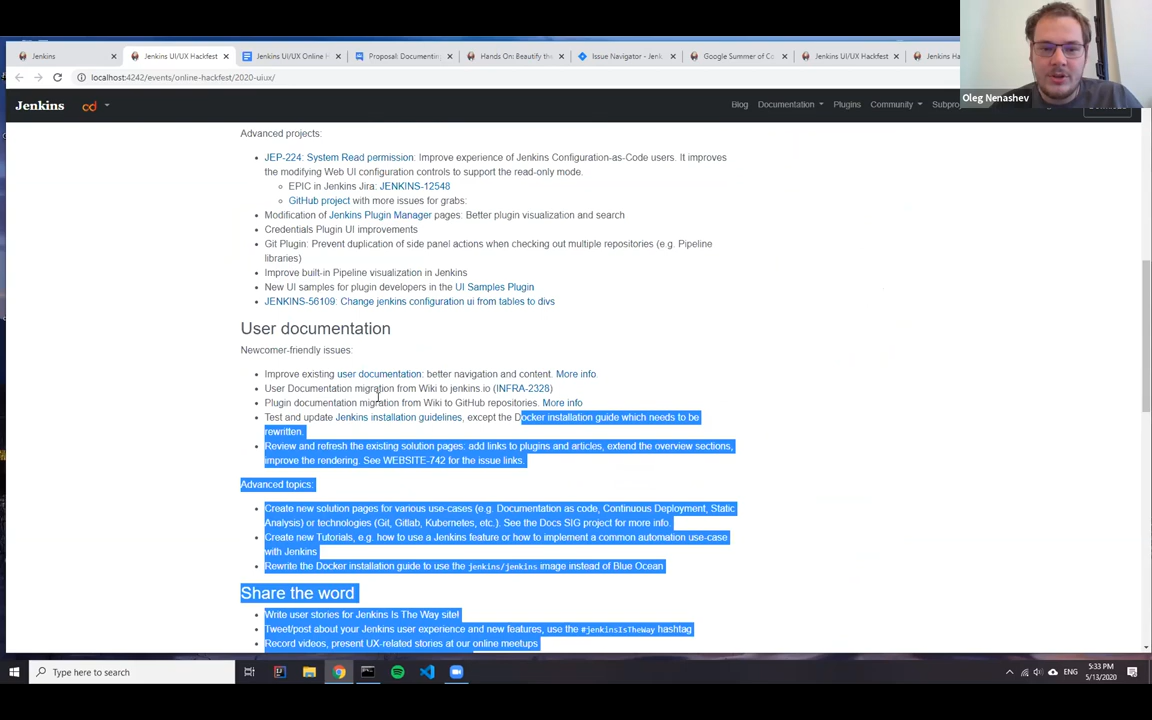 Jenkins
Jenkins UI/UX Hackfest
Jenkins UI/UX Online H
Proposal: Documenting
Hands On: Beautify the
Issue Navigator - Jenk
Google Summer of Co
Jenkins UI/UX Hackfest
Jenkins Ha
localhost:4242/events/online-hackfest/2020-uiux/
Oleg Nenashev
Jenkins
cd
Blog
Documentation
Plugins
Community
Subproj
Advanced projects:
JEP-224: System Read permission: Improve experience of Jenkins Configuration-as-Code users. It improves
the modifying Web UI configuration controls to support the read-only mode.
EPIC in Jenkins Jira: JENKINS-12548
GitHub project with more issues for grabs:
Modification of Jenkins Plugin Manager pages: Better plugin visualization and search
Credentials Plugin UI improvements
Git Plugin: Prevent duplication of side panel actions when checking out multiple repositories (e.g. Pipeline
libraries)
Improve built-in Pipeline visualization in Jenkins
New UI samples for plugin developers in the UI Samples Plugin
JENKINS-56109: Change jenkins configuration ui from tables to divs
User documentation
Newcomer-friendly issues:
Improve existing user documentation: better navigation and content. More info.
User Documentation migration from Wiki to jenkins.io (INFRA-2328)
Plugin documentation migration from Wiki to GitHub repositories. More info
Test and update Jenkins installation guidelines, except the Docker installation guide which needs to be
rewritten.
Review and refresh the existing solution pages: add links to plugins and articles, extend the overview sections,
improve the rendering. See WEBSITE-742 for the issue links.
Advanced topics:
Create new solution pages for various use-cases (e.g. Documentation as code, Continuous Deployment, Static
Analysis) or technologies (Git, Gitlab, Kubernetes, etc.). See the Docs SIG project for more info.
Create new Tutorials, e.g. how to use a Jenkins feature or how to implement a common automation use-case
with Jenkins
Rewrite the Docker installation guide to use the jenkins/jenkins image instead of Blue Ocean
Share the word
Write user stories for Jenkins Is The Way site!
Tweet/post about your Jenkins user experience and new features, use the #jenkinsIsTheWay hashtag
Record videos, present UX-related stories at our online meetups
Type here to search
ENG
5:33 PM
5/13/2020